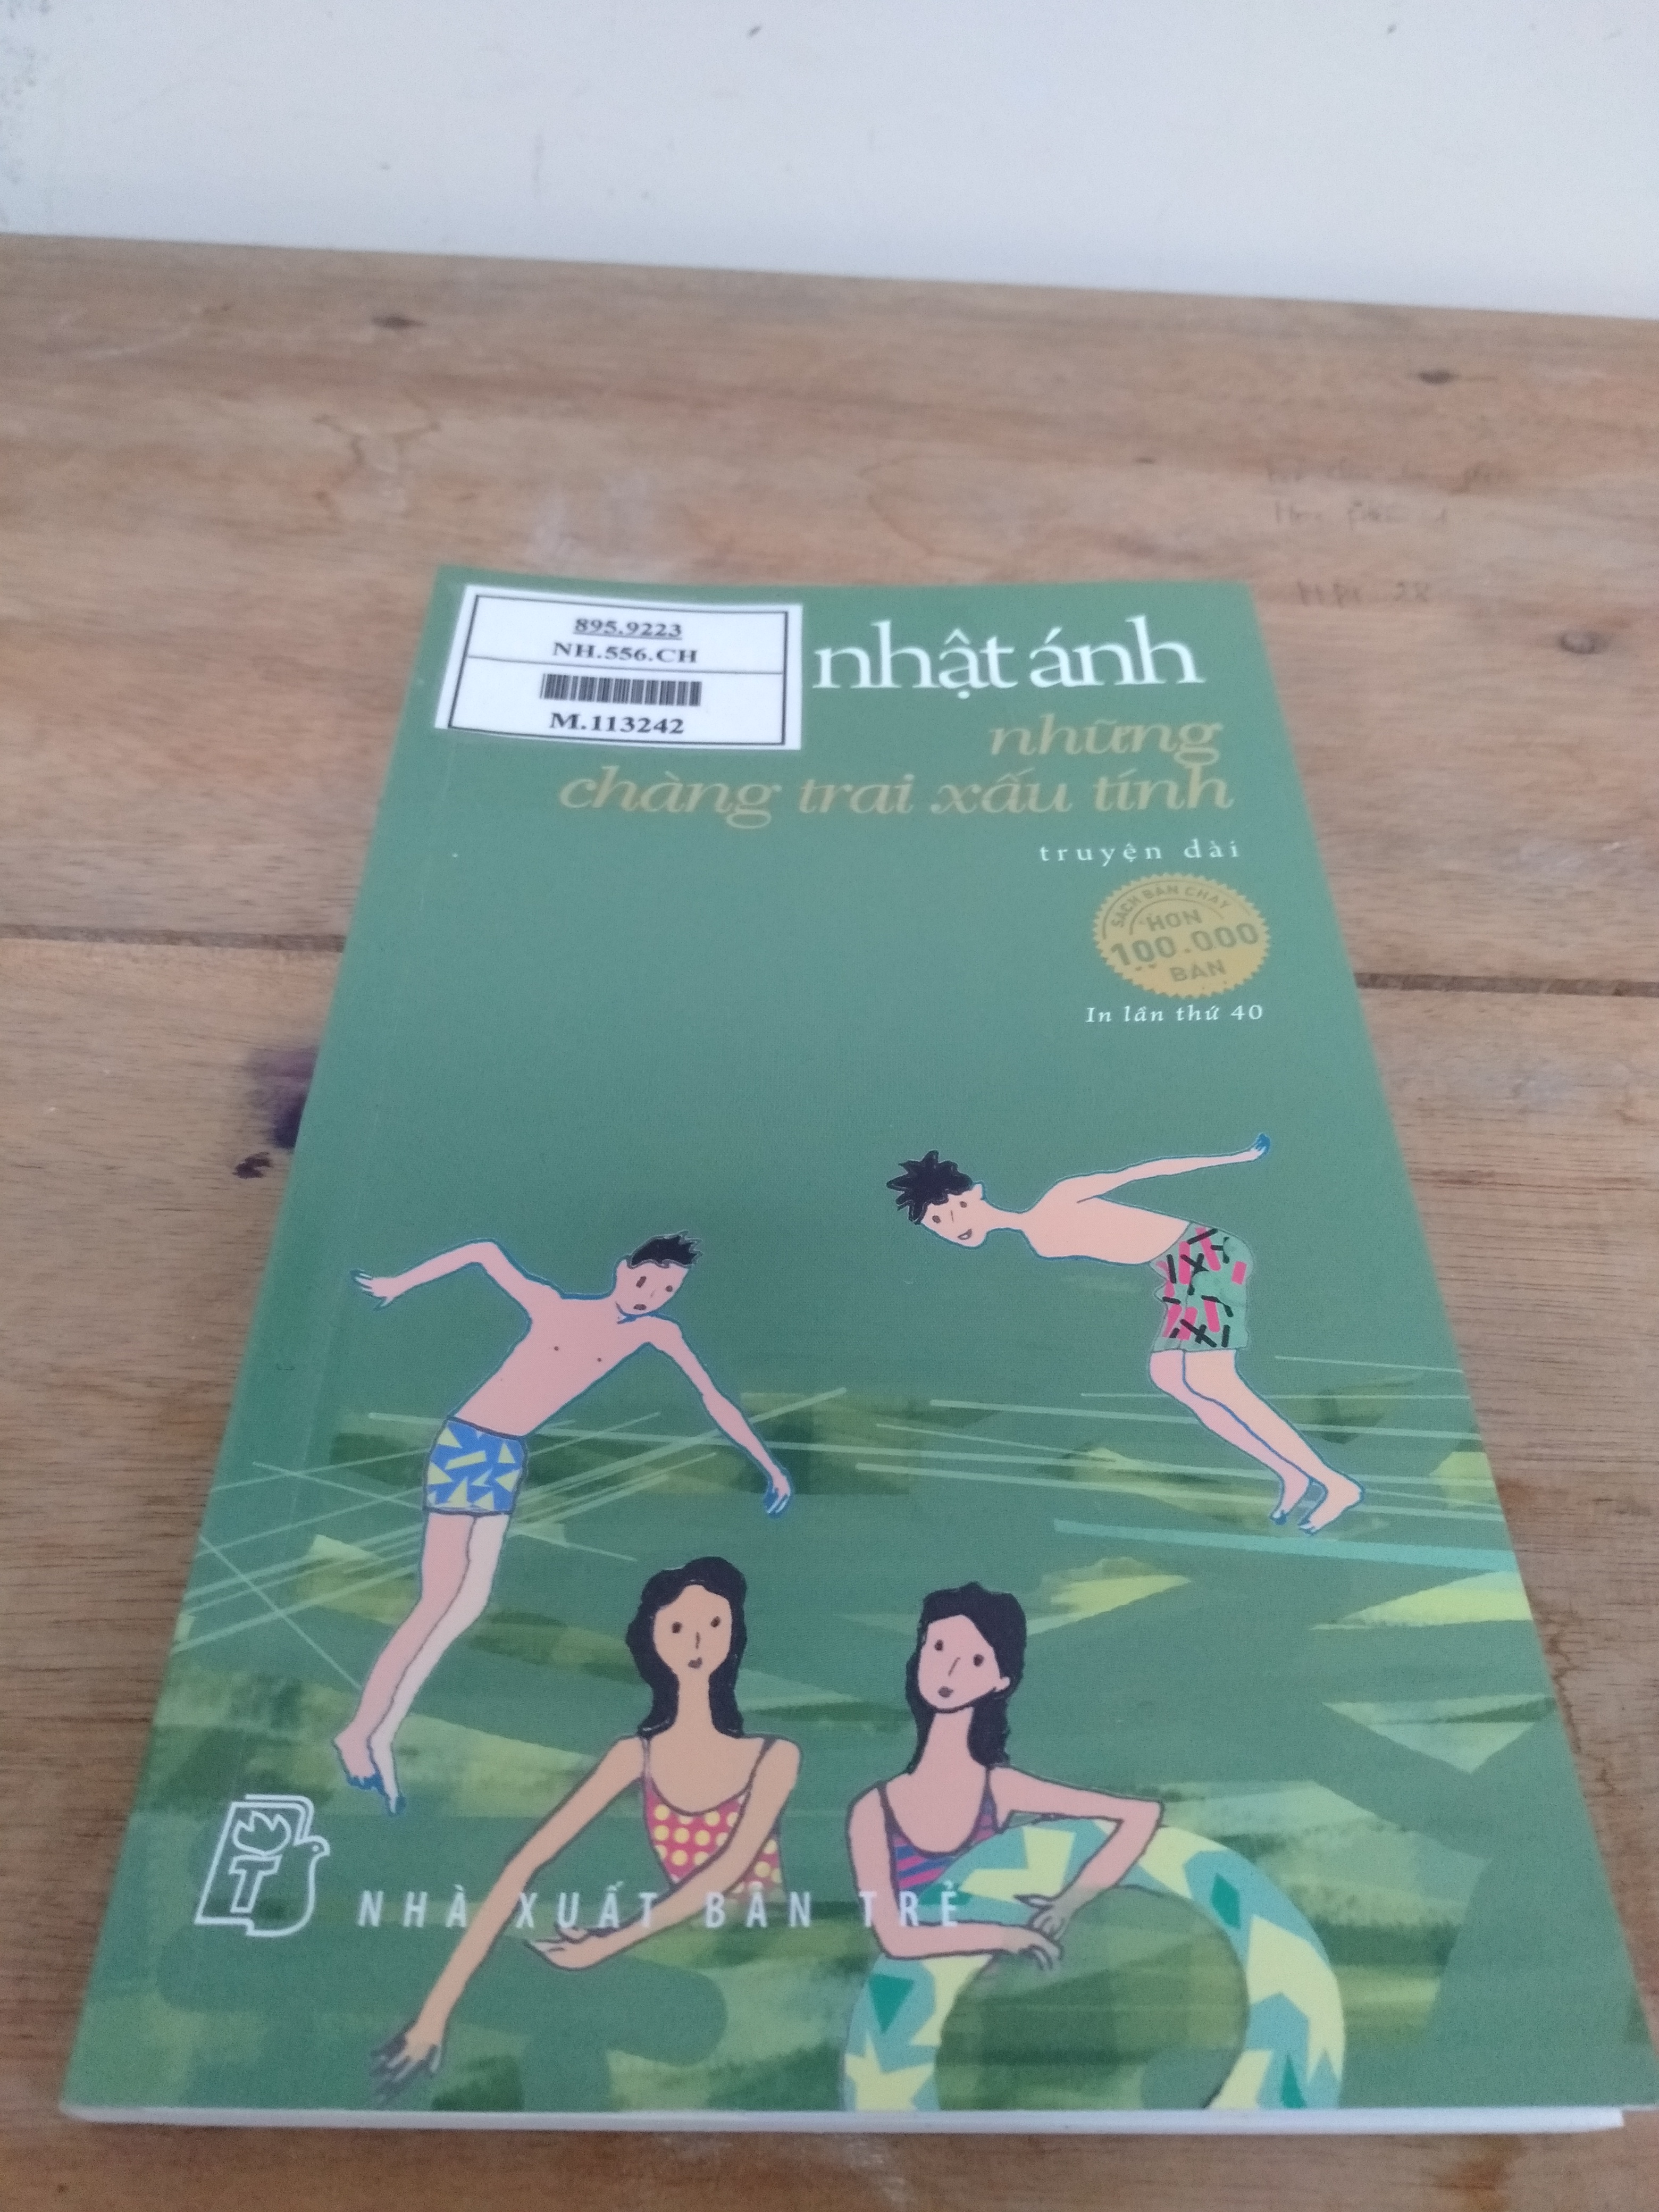 895.9223
NH.556.CH
M.113242
nhật ánh
những
chàng trai xấu tính
truyện dài
SÁCH BÁN CHẠY
HƠN
100.000
BẢN
In lần thứ 40
T
NHÀ XUẤT BẢN TRẺ